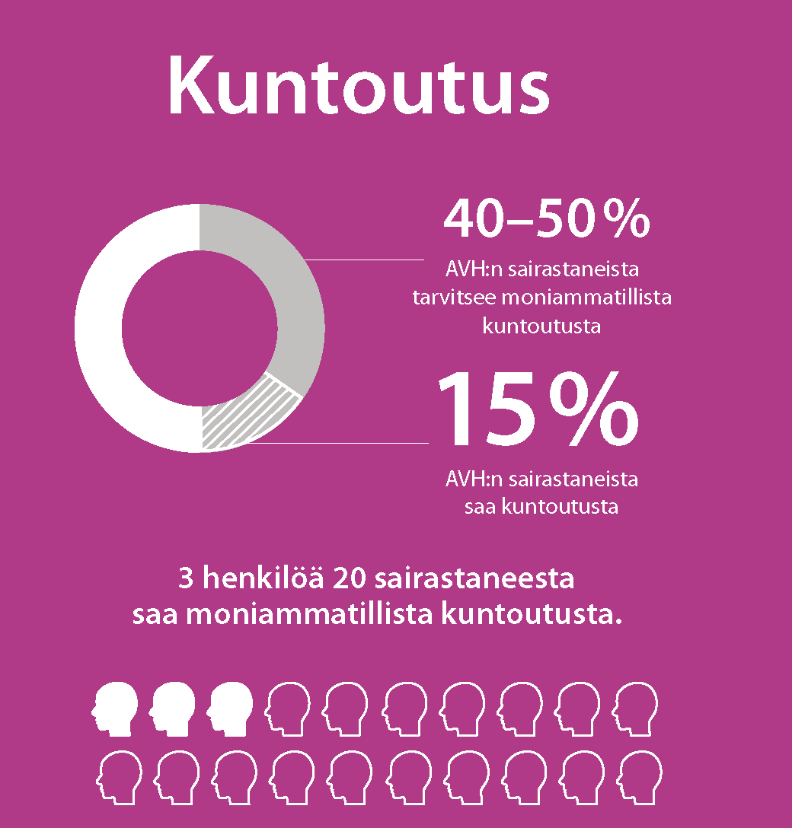 Kuntoutus
40–50 %
AVH:n sairastaneista
tarvitsee moniammatillista
kuntoutusta
15 %
AVH:n sairastaneista
saa kuntoutusta
3 henkilöä 20 sairastaneesta
saa moniammatillista kuntoutusta.